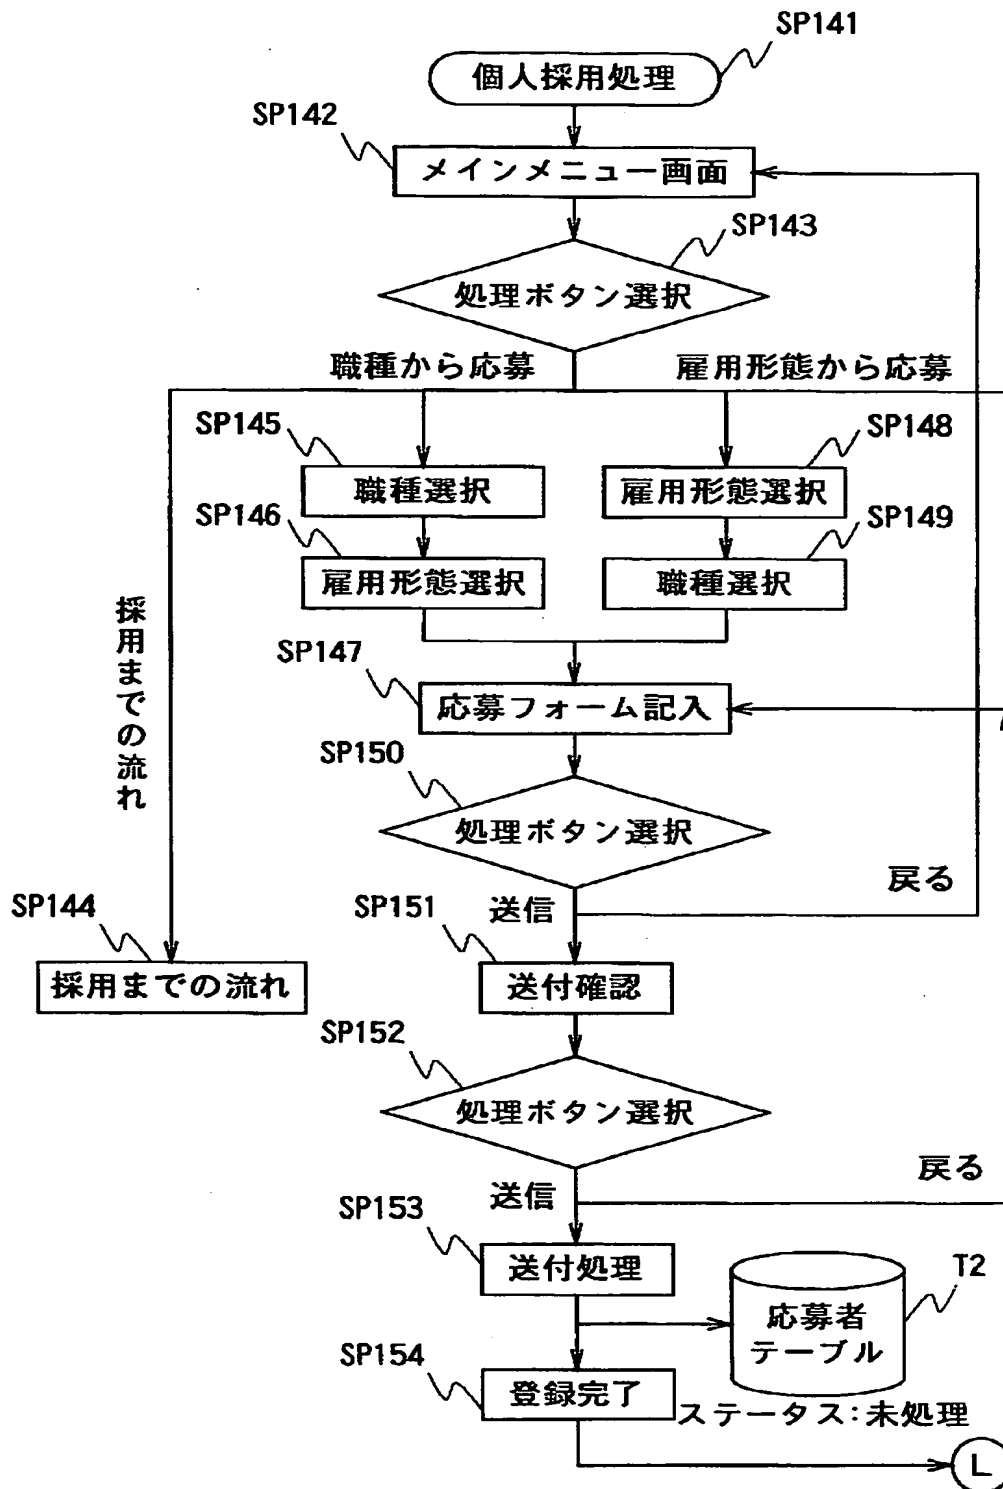 SP141
個人採用処理
SP142
メインメニュー画面
SP143
処理ボタン選択
職種から応募
雇用形態から応募
SP145
職種選択
SP148
雇用形態選択
SP146
雇用形態選択
SP149
職種選択
採用までの流れ
SP147
応募フォーム記入
SP150
処理ボタン選択
戻る
送信
SP144
採用までの流れ
SP151
送付確認
SP152
処理ボタン選択
戻る
送信
SP153
送付処理
T2
応募者
テーブル
SP154
登録完了
ステータス:未処理
L